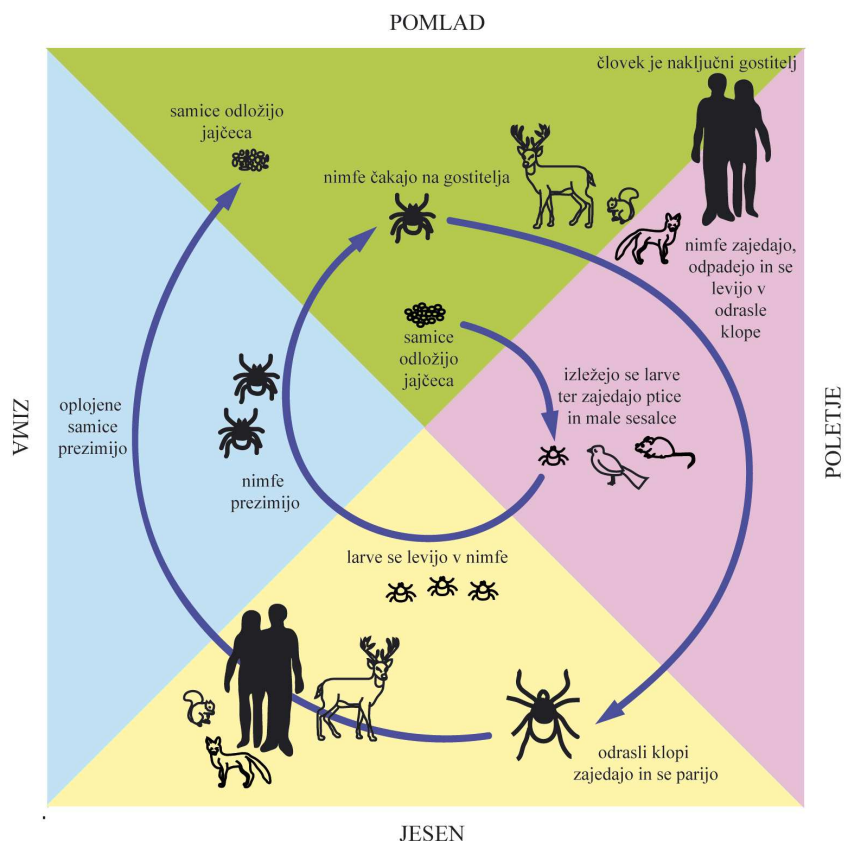 POMLAD
človek je naključni gostitelj
samice odložijo
jajčeca
nimfe čakajo na gostitelja
nimfe zajedajo,
odpadejo in se
levijo v
odrasle
klope
samice
odložijo
jajčeca
izležejo se larve
ter zajedajo ptice
in male sesalce
ZIMA
oplojene
samice
prezimijo
POLETJE
nimfe
prezimijo
larve se levijo v nimfe
odrasli klopi
zajedajo in se parijo
JESEN